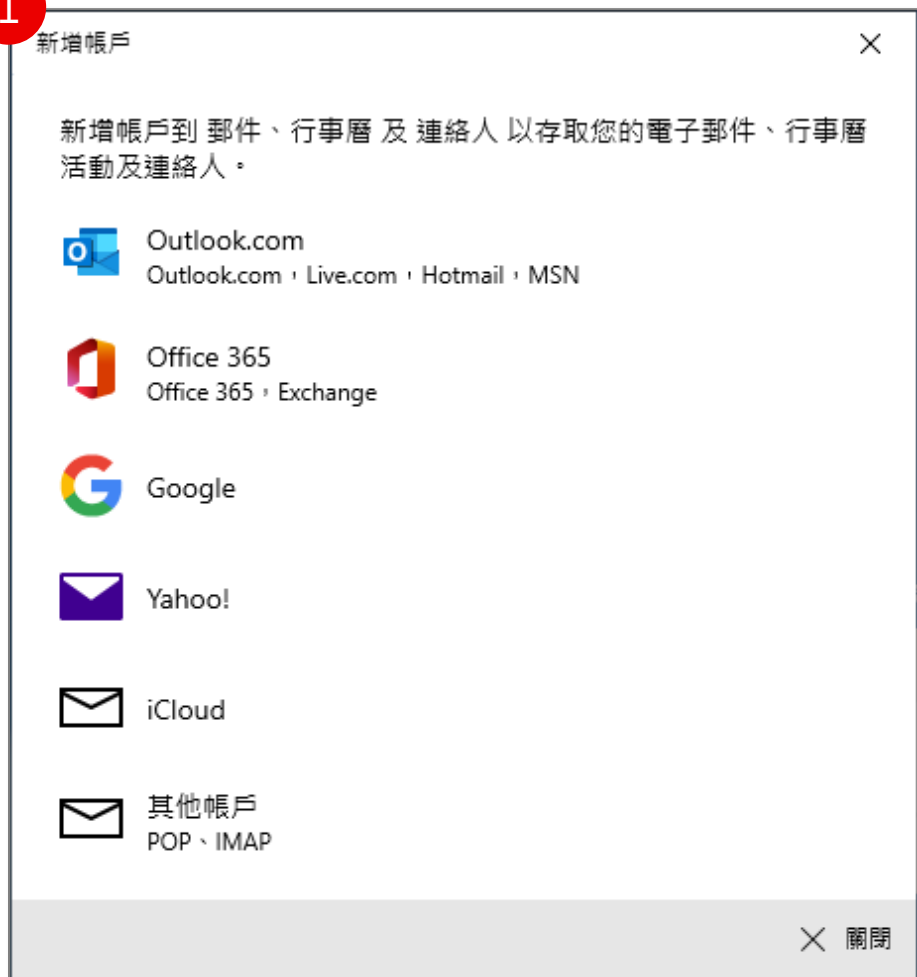 1
新增帳戶
新增帳戶到 郵件、行事曆 及 連絡人 以存取您的電子郵件、行事曆
活動及連絡人。
Outlook.com
Outlook.com，Live.com，Hotmail，MSN
Office 365
Office 365，Exchange
Google
Yahoo!
iCloud
其他帳戶
POP、IMAP
關閉